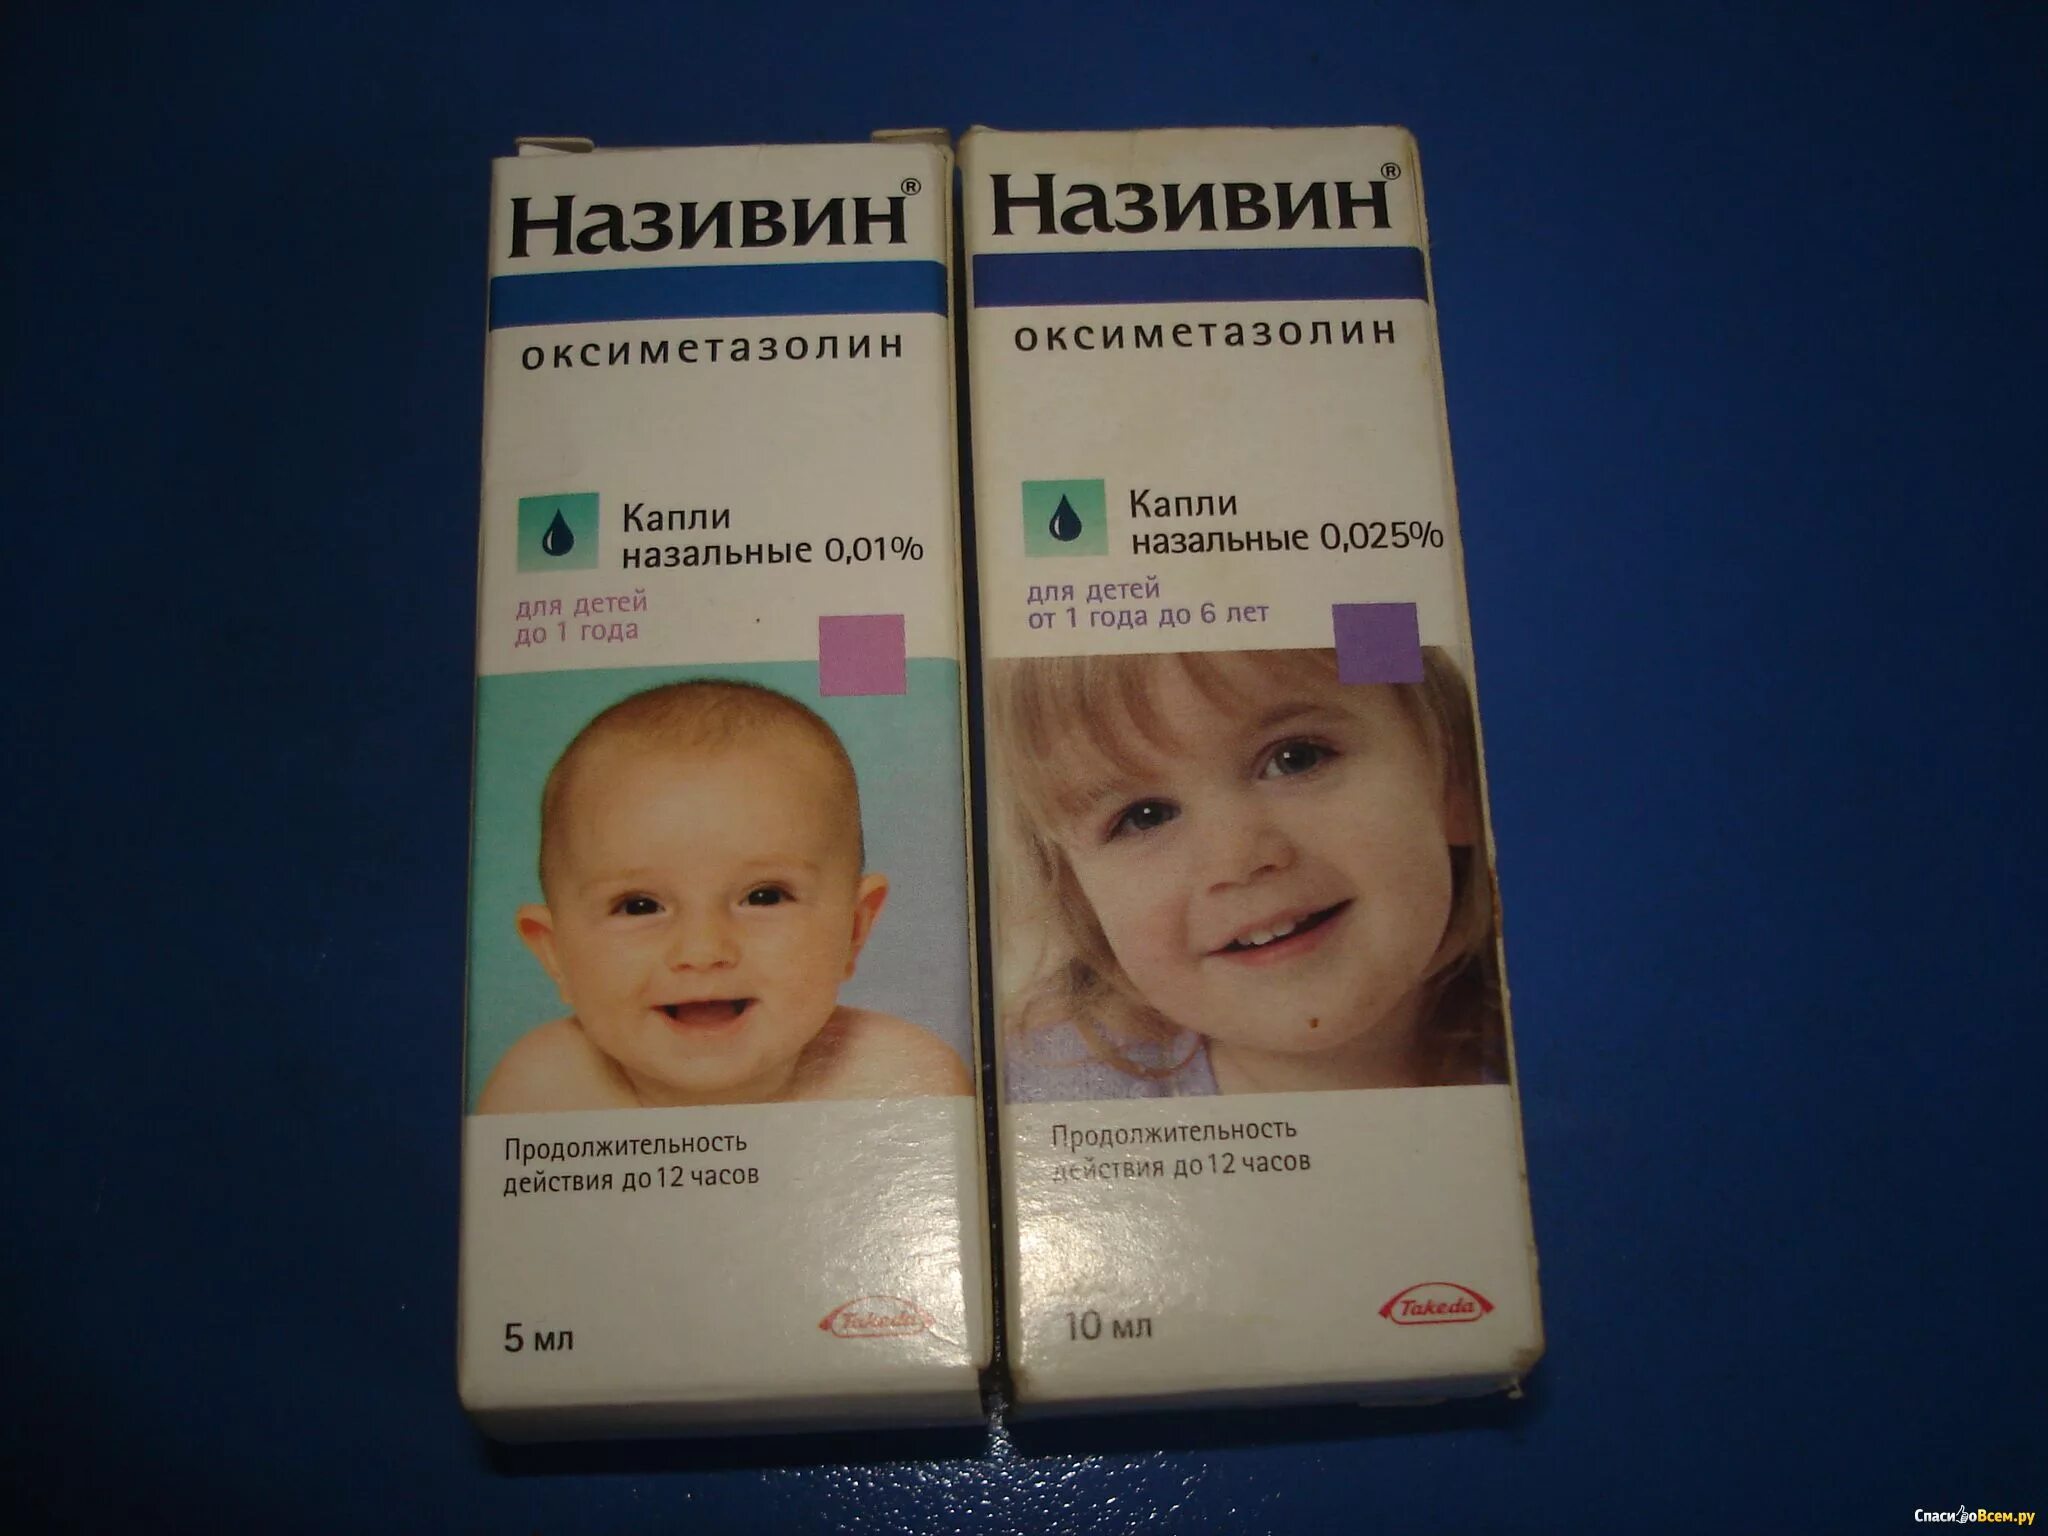 Називин®
оксиметазолин
Капли
назальные 0,01%
для детей
до 1 года
Продолжительность
действия до 12 часов
5 мл
Takeda
Називин®
оксиметазолин
Капли
назальные 0,025%
для детей
от 1 года до 6 лет
Продолжительность
действия до 12 часов
10 мл
Takeda
СпасибоВсем.ру